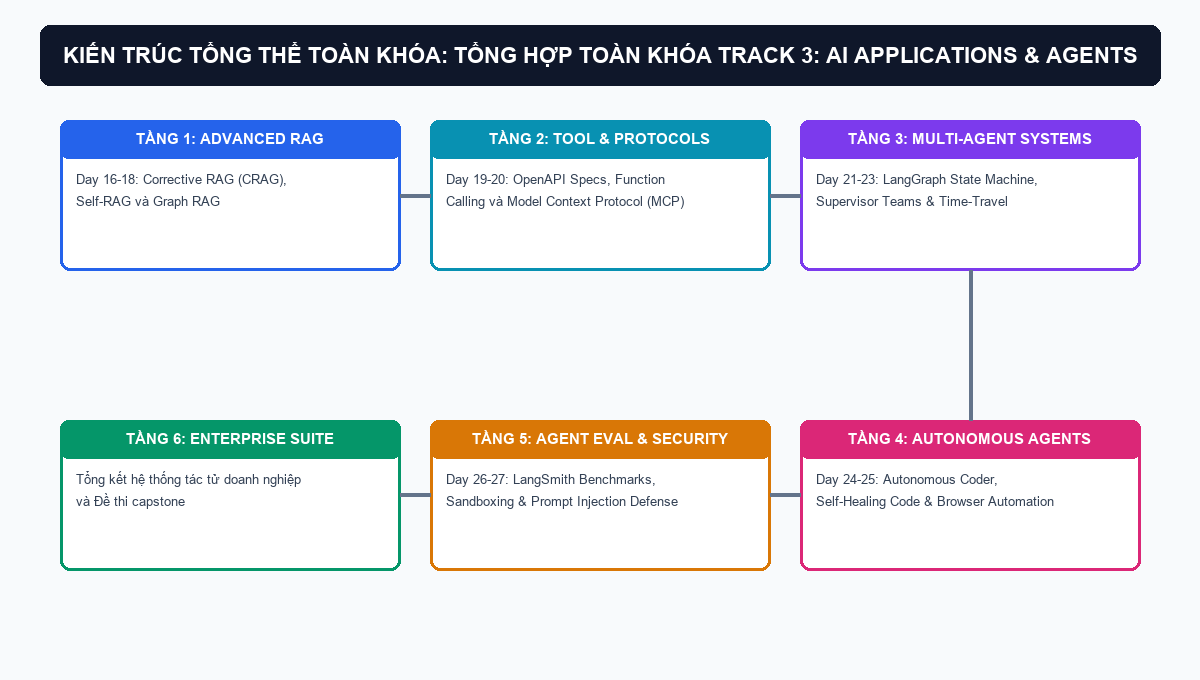 KIẾN TRÚC TỔNG THỂ TOÀN KHÓA: TỔNG HỢP TOÀN KHÓA TRACK 3: AI APPLICATIONS & AGENTS
TẦNG 1: ADVANCED RAG
Day 16-18: Corrective RAG (CRAG),
Self-RAG và Graph RAG
TẦNG 2: TOOL & PROTOCOLS
Day 19-20: OpenAPI Specs, Function
Calling và Model Context Protocol (MCP)
TẦNG 3: MULTI-AGENT SYSTEMS
Day 21-23: LangGraph State Machine,
Supervisor Teams & Time-Travel
TẦNG 6: ENTERPRISE SUITE
Tổng kết hệ thống tác tử doanh nghiệp
và Đề thi capstone
TẦNG 5: AGENT EVAL & SECURITY
Day 26-27: LangSmith Benchmarks,
Sandboxing & Prompt Injection Defense
TẦNG 4: AUTONOMOUS AGENTS
Day 24-25: Autonomous Coder,
Self-Healing Code & Browser Automation